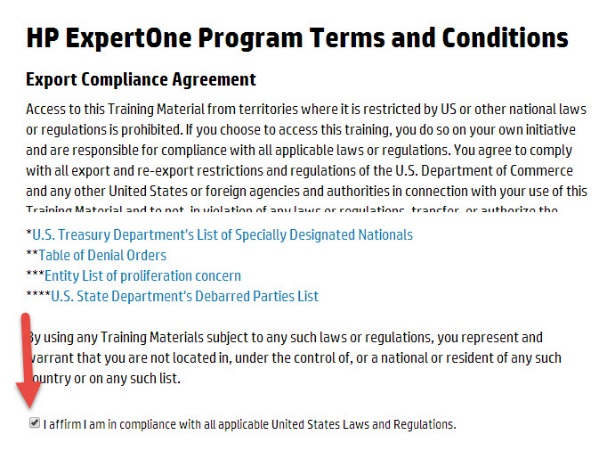 HP ExpertOne Program Terms and Conditions
Export Compliance Agreement
Access to this Training Material from territories where it is restricted by US or other national laws
or regulations is prohibited. If you choose to access this training, you do so on your own initiative
and are responsible for compliance with all applicable laws or regulations. You agree to comply
with all export and re-export restrictions and regulations of the U.S. Department of Commerce
and any other United States or foreign agencies and authorities in connection with your use of this
Training Material and to not, in violation of any laws or regulations, transfer, or authorize the
*U.S. Treasury Department's List of Specially Designated Nationals
**Table of Denial Orders
***Entity List of proliferation concern
****U.S. State Department's Debarred Parties List
By using any Training Materials subject to any such laws or regulations, you represent and
warrant that you are not located in, under the control of, or a national or resident of any such
country or on any such list.
I affirm I am in compliance with all applicable United States Laws and Regulations.